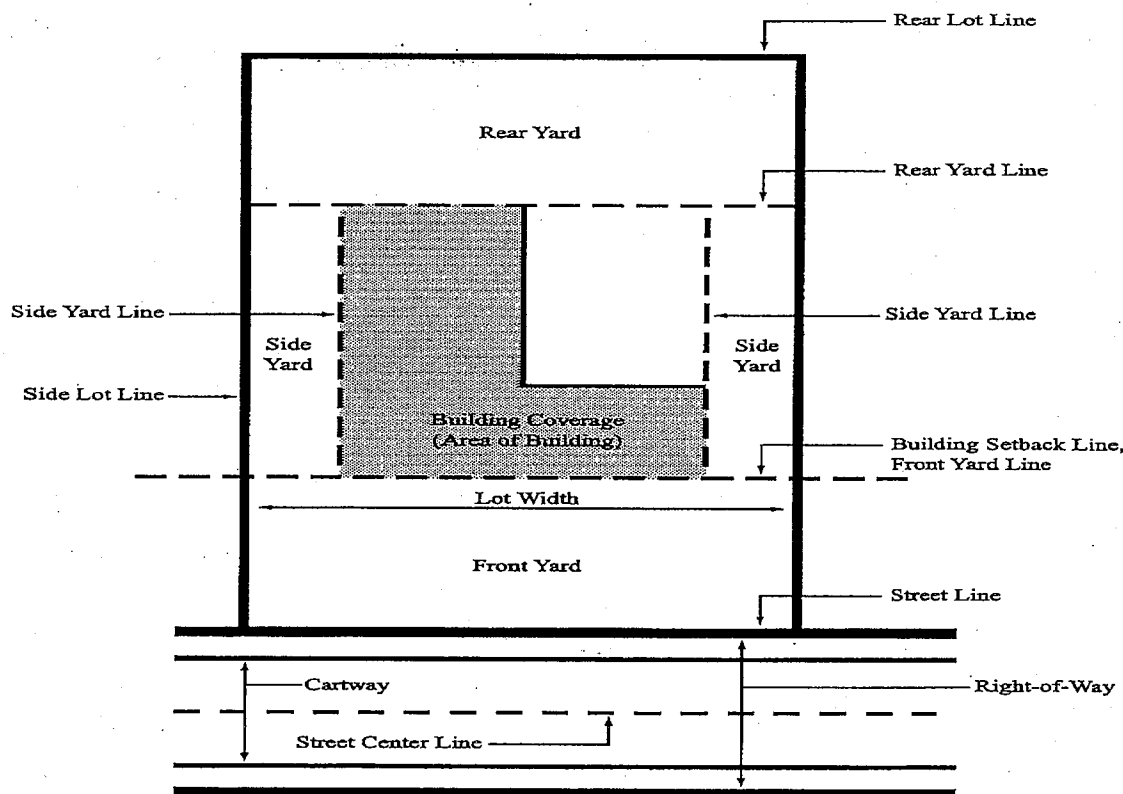 Rear Lot Line
Rear Yard
Rear Yard Line
Side Yard Line
Side Yard Line
Side
Yard
Side
Yard
Side Lot Line
Building Coverage
(Area of Building)
Building Setback Line,
Front Yard Line
Lot Width
Front Yard
Street Line
Cartway
Right-of-Way
Street Center Line